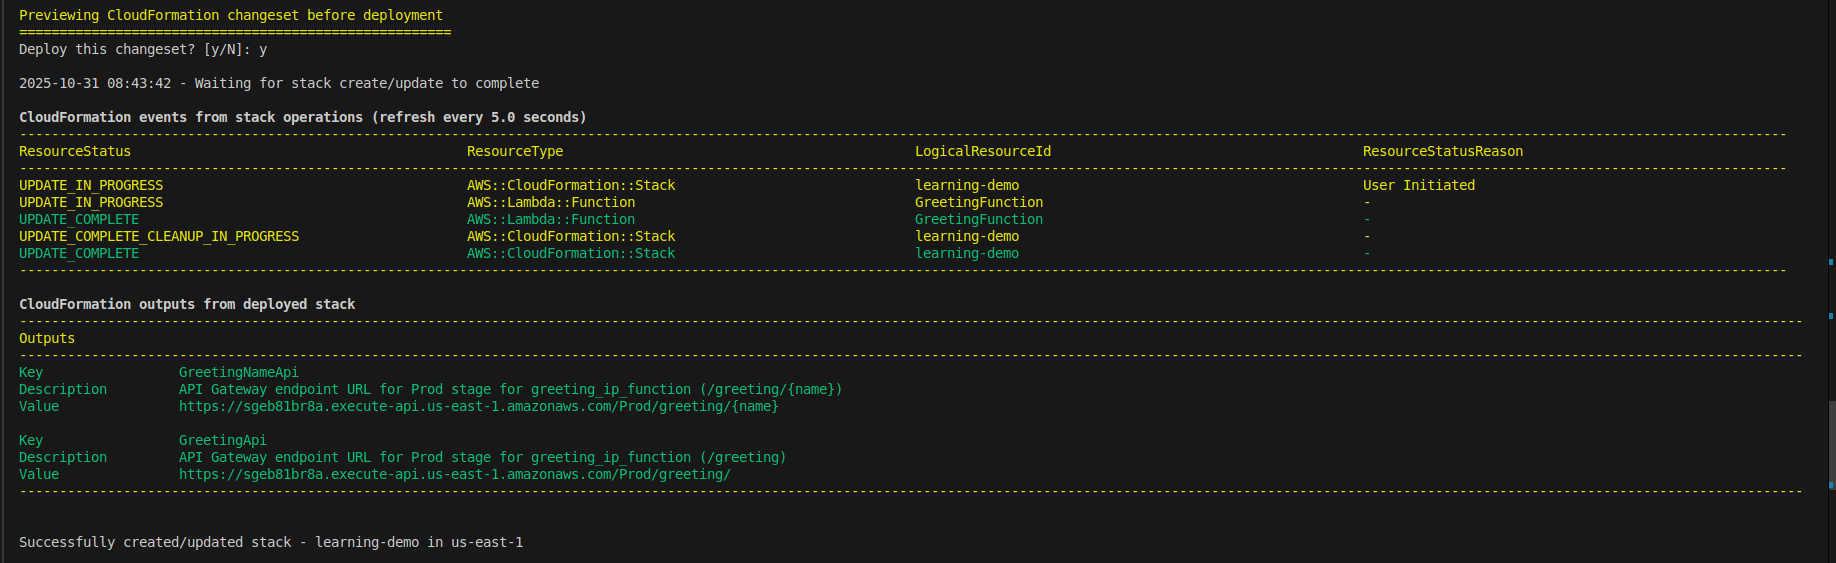 Previewing CloudFormation changeset before deployment
======================================================
Deploy this changeset? [y/N]: y
2025-10-31 08:43:42 - Waiting for stack create/update to complete
CloudFormation events from stack operations (refresh every 5.0 seconds)
-----------------------------------------------------------------------------------------------------------------------------------------------------------------------------------------------------------------------------
ResourceStatus ResourceType LogicalResourceId ResourceStatusReason
-----------------------------------------------------------------------------------------------------------------------------------------------------------------------------------------------------------------------------
UPDATE_IN_PROGRESS AWS::CloudFormation::Stack learning-demo User Initiated
UPDATE_IN_PROGRESS AWS::Lambda::Function GreetingFunction -
UPDATE_COMPLETE AWS::Lambda::Function GreetingFunction -
UPDATE_COMPLETE_CLEANUP_IN_PROGRESS AWS::CloudFormation::Stack learning-demo -
UPDATE_COMPLETE AWS::CloudFormation::Stack learning-demo -
-----------------------------------------------------------------------------------------------------------------------------------------------------------------------------------------------------------------------------
CloudFormation outputs from deployed stack
-------------------------------------------------------------------------------------------------------------------------------------------------------------------------------------------------------------------------------
Outputs
-------------------------------------------------------------------------------------------------------------------------------------------------------------------------------------------------------------------------------
Key GreetingNameApi
Description API Gateway endpoint URL for Prod stage for greeting_ip_function (/greeting/{name})
Value https://sgeb81br8a.execute-api.us-east-1.amazonaws.com/Prod/greeting/{name}
Key GreetingApi
Description API Gateway endpoint URL for Prod stage for greeting_ip_function (/greeting)
Value https://sgeb81br8a.execute-api.us-east-1.amazonaws.com/Prod/greeting/
-------------------------------------------------------------------------------------------------------------------------------------------------------------------------------------------------------------------------------
Successfully created/updated stack - learning-demo in us-east-1